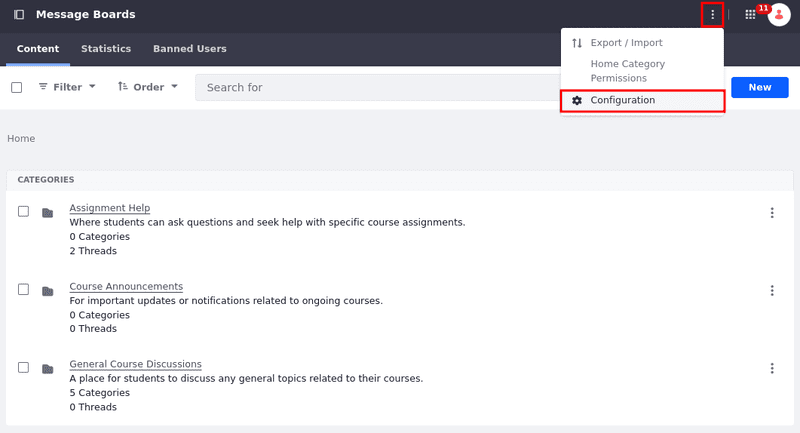 Message Boards
11
Content
Statistics
Banned Users
Export / Import
Home Category
Permissions
Configuration
Filter
Order
Search for
New
Home
CATEGORIES
Assignment Help
Where students can ask questions and seek help with specific course assignments.
0 Categories
2 Threads
Course Announcements
For important updates or notifications related to ongoing courses.
0 Categories
0 Threads
General Course Discussions
A place for students to discuss any general topics related to their courses.
5 Categories
0 Threads